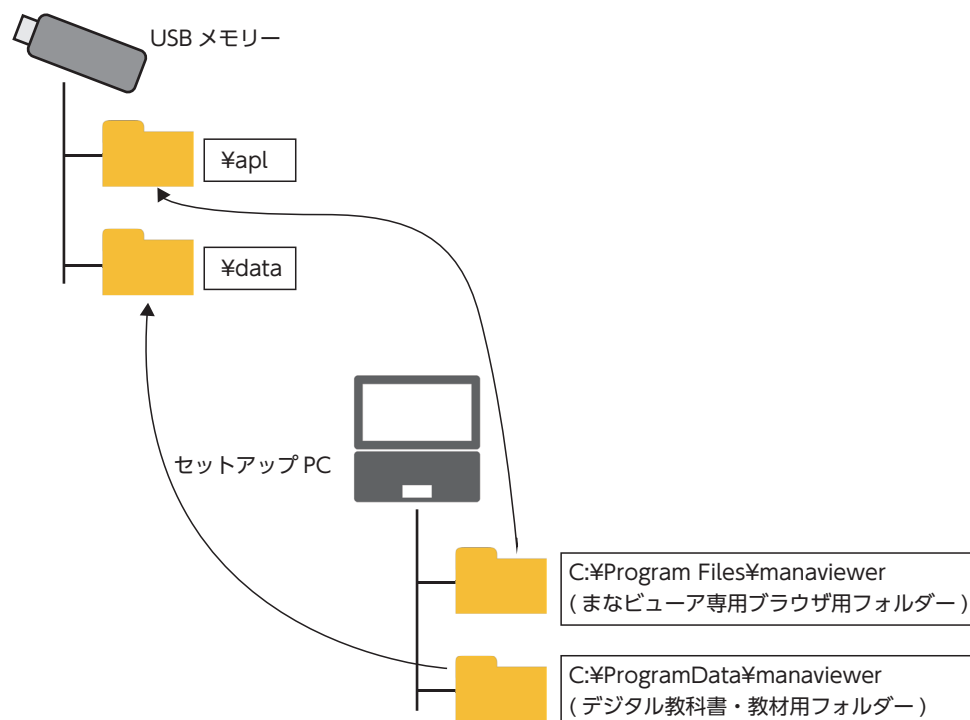 USB メモリー
¥apl
¥data
セットアップ PC
C:¥Program Files¥manaviewer
( まなビューア専用ブラウザ用フォルダー )
C:¥ProgramData¥manaviewer
( デジタル教科書・教材用フォルダー )